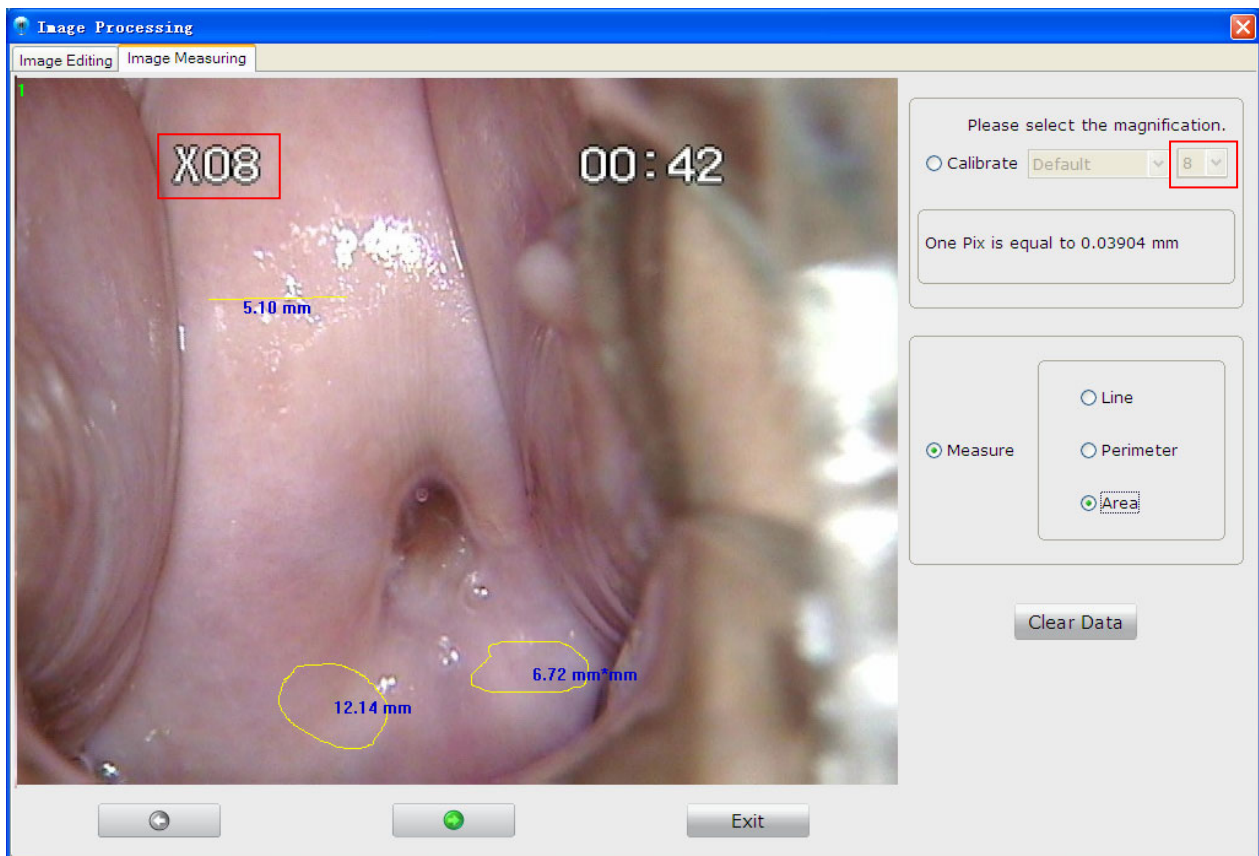 Image Processing
Image Editing
Image Measuring
1
X08
00:42
5.10 mm
6.72 mm*mm
12.14 mm
Please select the magnification.
Calibrate
Default
8
One Pix is equal to 0.03904 mm
Measure
Line
Perimeter
Area
Clear Data
Exit